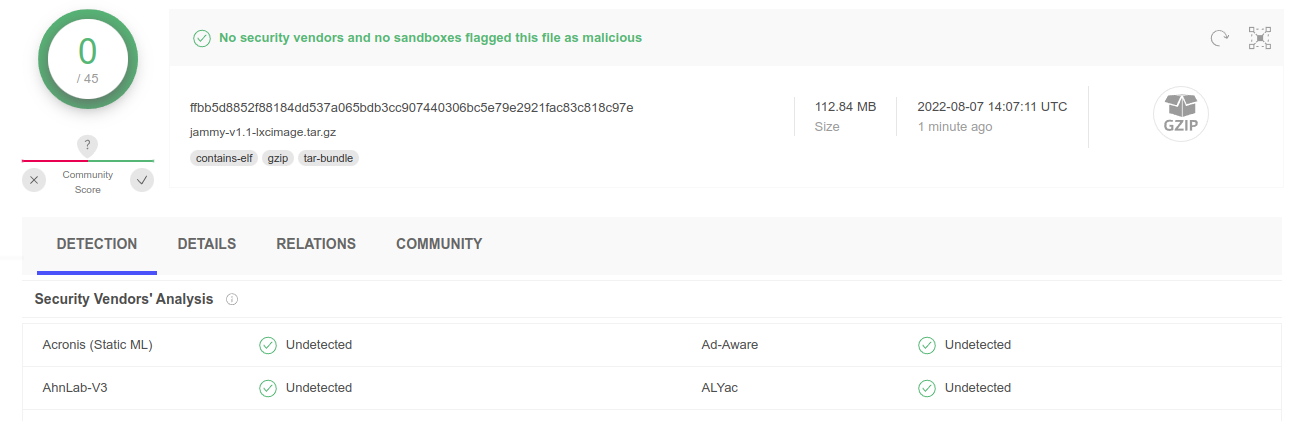 0
/ 45
?
Community
Score
No security vendors and no sandboxes flagged this file as malicious
ffbb5d8852f88184dd537a065bdb3cc907440306bc5e79e2921fac83c818c97e
jammy-v1.1-lxcimage.tar.gz
contains-elf gzip tar-bundle
112.84 MB
Size
2022-08-07 14:07:11 UTC
1 minute ago
GZIP
DETECTION DETAILS RELATIONS COMMUNITY
Security Vendors' Analysis
Acronis (Static ML) Undetected Ad-Aware Undetected
AhnLab-V3 Undetected ALYac Undetected